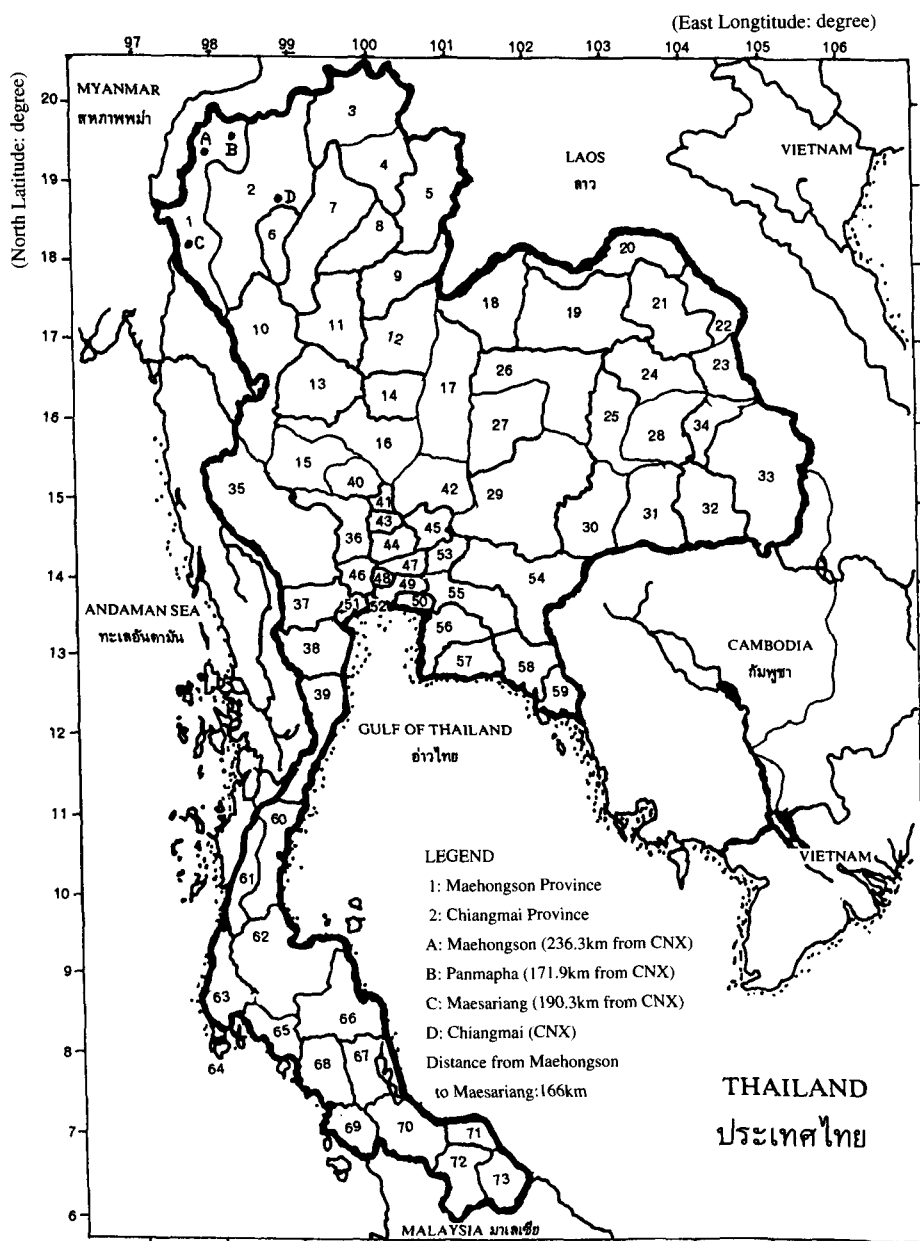 (East Longtitude: degree)
97 98 99 100 101 102 103 104 105 106
(North Latitude: degree)
20
19
18
17
16
15
14
13
12
11
10
9
8
7
6
MYANMAR
สหภาพพม่า
LAOS
ลาว
VIETNAM
A
B
C
D
1
2
3
4
5
6
7
8
9
10
11
12
13
14
15
16
17
18
19
20
21
22
23
24
25
26
27
28
29
30
31
32
33
34
35
36
37
38
39
40
41
42
43
44
45
46
47
48
49
50
51
52
53
54
55
56
57
58
59
60
61
62
63
64
65
66
67
68
69
70
71
72
73
ANDAMAN SEA
ทะเลอันดามัน
CAMBODIA
กัมพูชา
GULF OF THAILAND
อ่าวไทย
VIETNAM
LEGEND
1: Maehongson Province
2: Chiangmai Province
A: Maehongson (236.3km from CNX)
B: Panmapha (171.9km from CNX)
C: Maesariang (190.3km from CNX)
D: Chiangmai (CNX)
Distance from Maehongson
to Maesariang:166km
THAILAND
ประเทศไทย
MALAYSIA มาเลเซีย